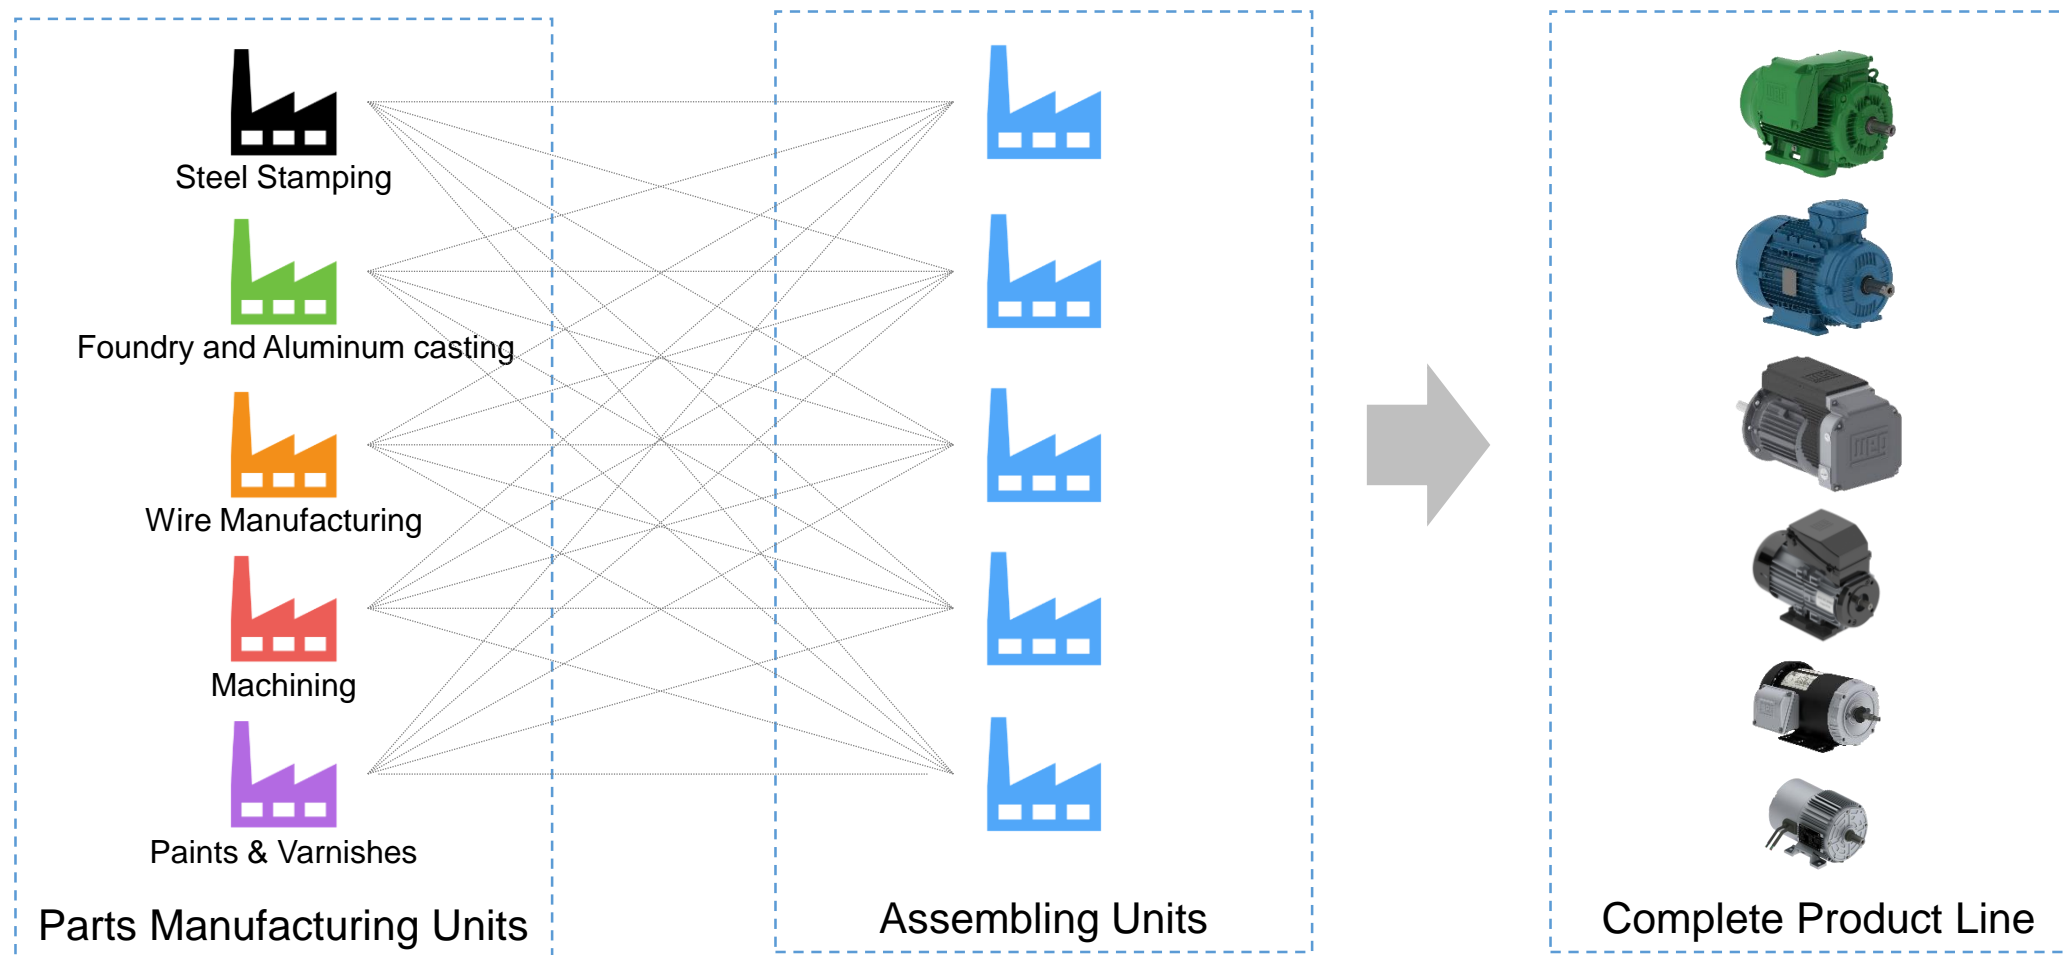 Steel Stamping
Foundry and Aluminum casting
Wire Manufacturing
Machining
Paints & Varnishes
Parts Manufacturing Units
Assembling Units
WEG
Complete Product Line